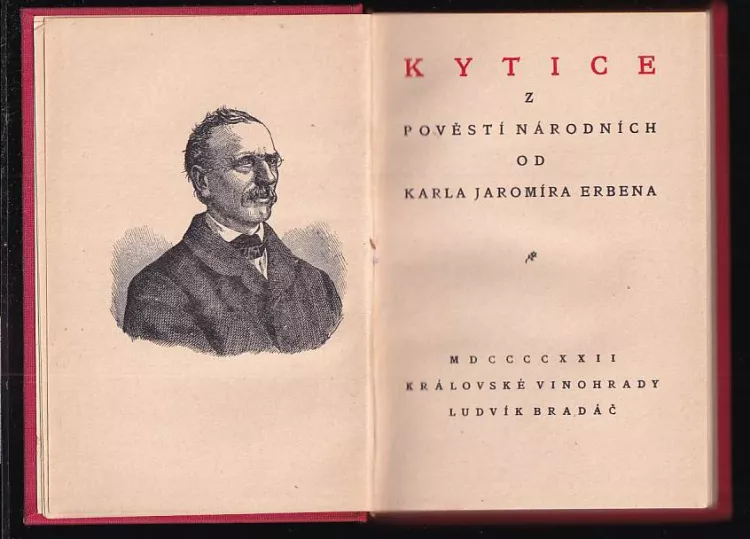 KYTICE
Z
POVĚSTÍ NÁRODNÍCH
OD
KARLA JAROMÍRA ERBENA
MDCCCCXXII
KRÁLOVSKÉ VINOHRADY
LUDVÍK BRADÁČ